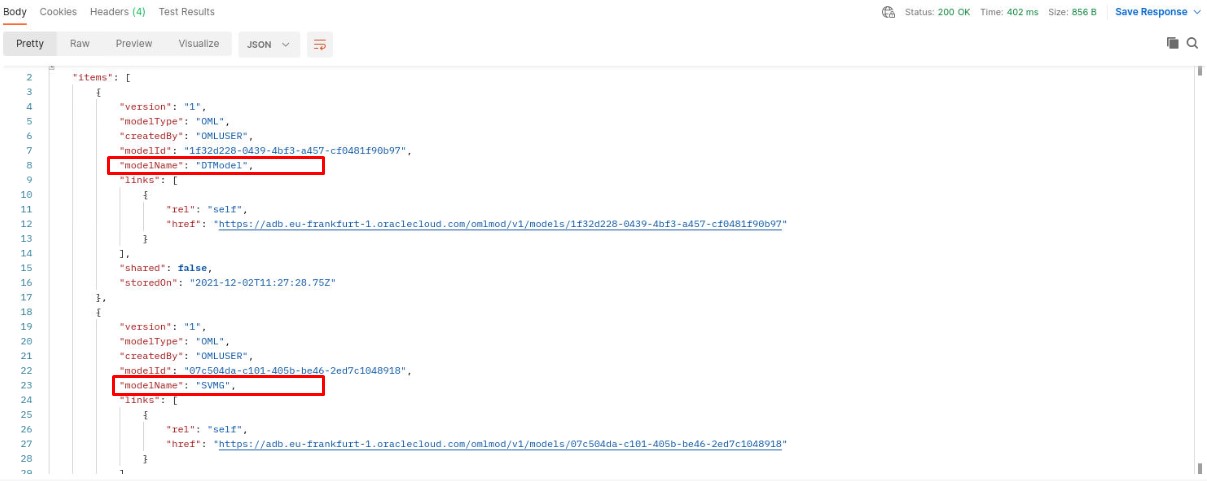 Body Cookies Headers (4) Test Results Status: 200 OK Time: 402 ms Size: 856 B Save Response
Pretty Raw Preview Visualize JSON
2 "items": [
3 {
4 "version": "1",
5 "modelType": "OML",
6 "createdBy": "OMLUSER",
7 "modelId": "1f32d228-0439-4bf3-a457-cf0481f90b97",
8 "modelName": "DTModel",
9 "links": [
10 {
11 "rel": "self",
12 "href": "https://adb.eu-frankfurt-1.oraclecloud.com/omlmod/v1/models/1f32d228-0439-4bf3-a457-cf0481f90b97"
13 }
14 ],
15 "shared": false,
16 "storedOn": "2021-12-02T11:27:28.75Z"
17 },
18 {
19 "version": "1",
20 "modelType": "OML",
21 "createdBy": "OMLUSER",
22 "modelId": "07c504da-c101-405b-be46-2ed7c1048918",
23 "modelName": "SVMG",
24 "links": [
25 {
26 "rel": "self",
27 "href": "https://adb.eu-frankfurt-1.oraclecloud.com/omlmod/v1/models/07c504da-c101-405b-be46-2ed7c1048918"
28 }
29 ]